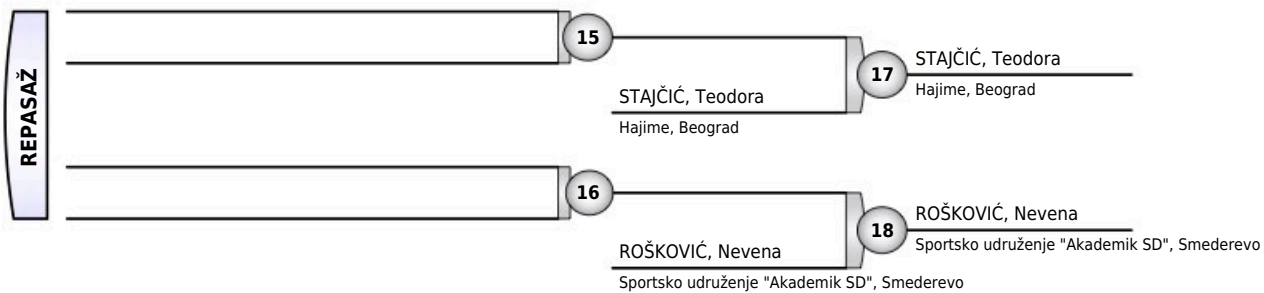 REPASAŽ
15
STAJČIĆ, Teodora
Hajime, Beograd
17
STAJČIĆ, Teodora
Hajime, Beograd
16
ROŠKOVIĆ, Nevena
Sportsko udruženje "Akademik SD", Smederevo
18
ROŠKOVIĆ, Nevena
Sportsko udruženje "Akademik SD", Smederevo